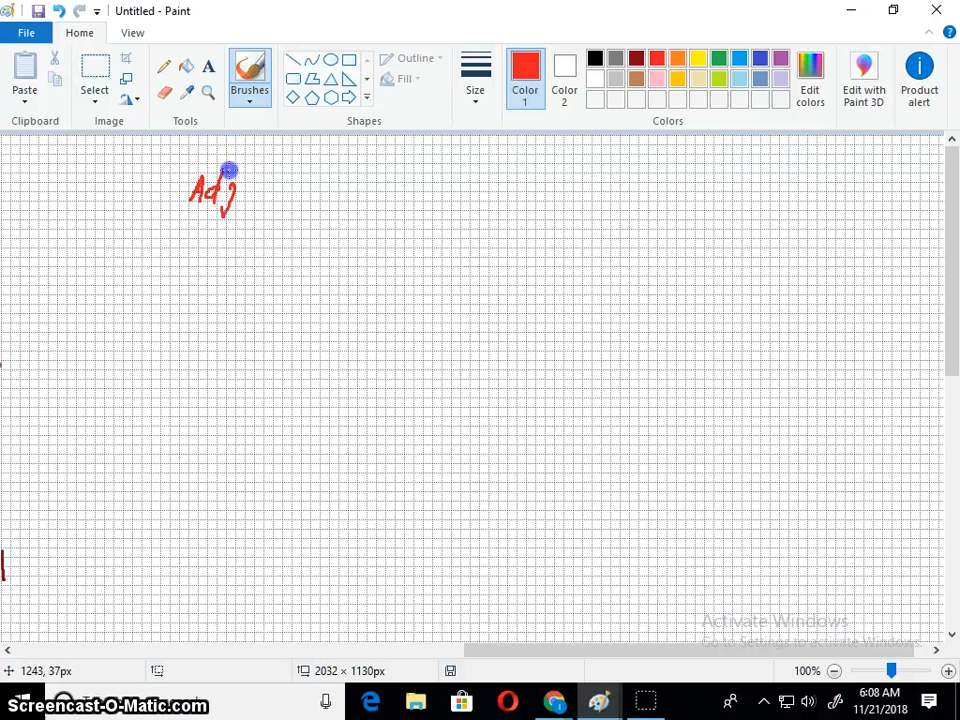 Untitled - Paint
File
Home
View
Paste
Select
Brushes
Size
Color
1
Color
2
Edit
colors
Edit with
Paint 3D
Product
alert
Outline
Fill
Clipboard
Image
Tools
Shapes
Colors
Adj
Activate Windows
Go to Settings to activate Windows.
1243, 37px
2032 × 1130px
100%
Screencast-O-Matic.com
6:08 AM
11/21/2018